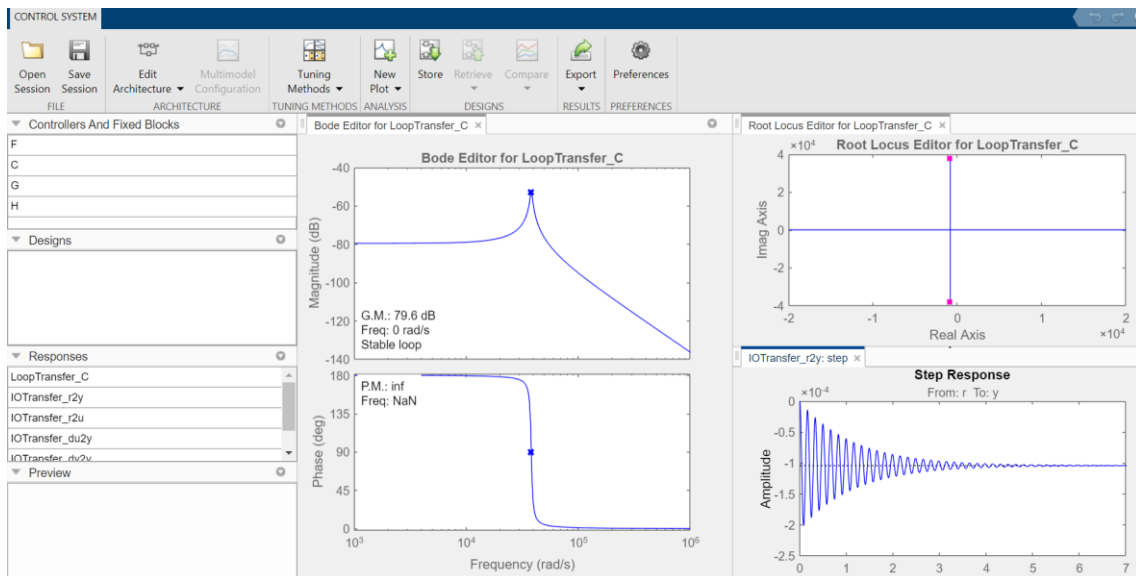 CONTROL SYSTEM
Open Session
Save Session
Edit Architecture
Multimodel Configuration
Tuning Methods
New Plot
Store
Retrieve
Compare
Export
Preferences
FILE
ARCHITECTURE
TUNING METHODS
ANALYSIS
DESIGNS
RESULTS
PREFERENCES
Controllers And Fixed Blocks
F
C
G
H
Designs
Responses
LoopTransfer_C
IOTransfer_r2y
IOTransfer_r2u
IOTransfer_du2y
IOTransfer_dy2y
Preview
Bode Editor for LoopTransfer_C ×
Bode Editor for LoopTransfer_C
Magnitude (dB)
-40
-60
-80
-100
-120
-140
G.M.: 79.6 dB
Freq: 0 rad/s
Stable loop
Phase (deg)
180
135
90
45
0
P.M.: inf
Freq: NaN
10³ 10⁴ 10⁵ 10⁶
Frequency (rad/s)
Root Locus Editor for LoopTransfer_C ×
×10⁴
Root Locus Editor for LoopTransfer_C
Imag Axis
4
2
0
-2
-4
-2 -1 0 1 2
Real Axis
×10⁴
IOTransfer_r2y: step ×
Step Response
From: r To: y
×10⁻⁴
Amplitude
0
-0.5
-1
-1.5
-2
-2.5
0 1 2 3 4 5 6 7